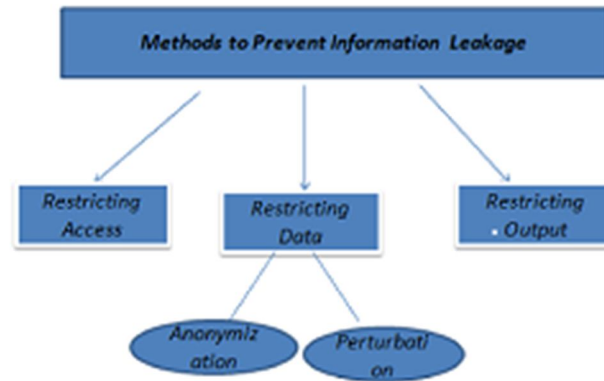 Methods to Prevent Information Leakage
Restricting
Access
Restricting
Data
Restricting
. Output
Anonymiz
ation
Perturbati
on